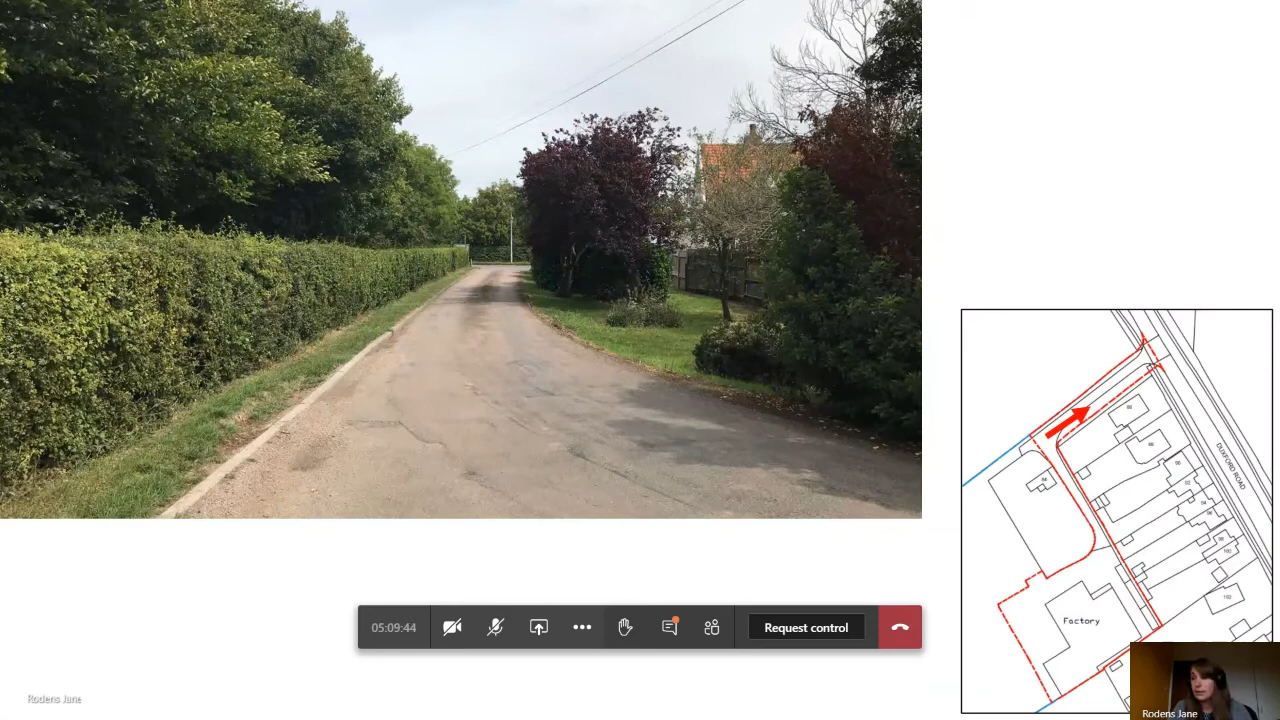 DUXFORD ROAD
Factory
05:09:44
Request control
Rodens Jane
Rodens Jane